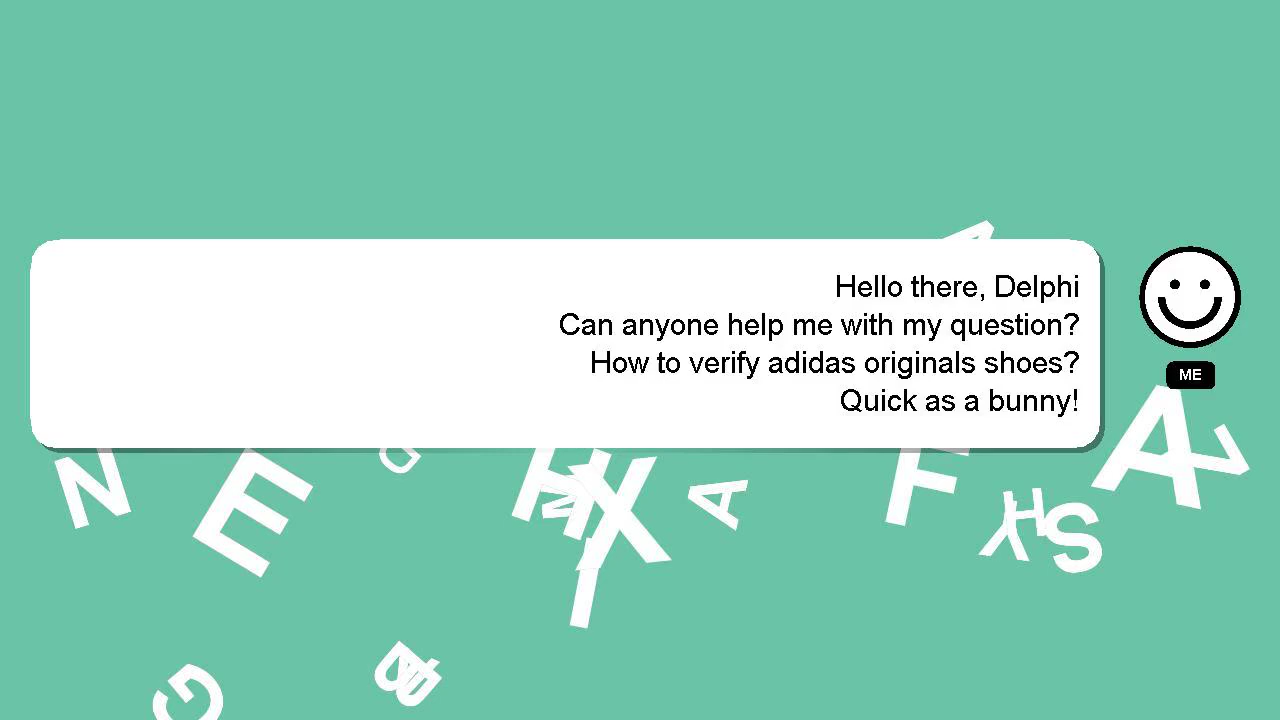 Hello there, Delphi
Can anyone help me with my question?
How to verify adidas originals shoes?
Quick as a bunny!
ME
A
N
E
D
H
N
X
I
A
F
Y
H
S
A
Z
G
B